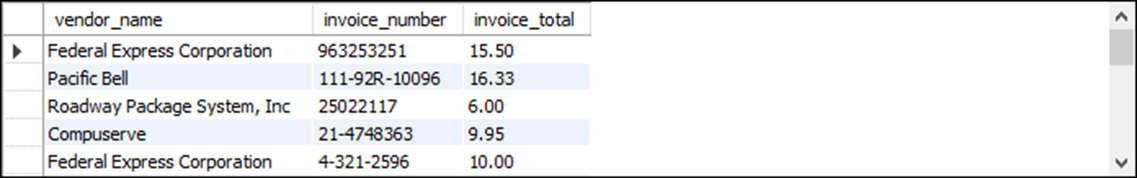 vendor_name invoice_number invoice_total
Federal Express Corporation 963253251 15.50
Pacific Bell 111-92R-10096 16.33
Roadway Package System, Inc 25022117 6.00
Compuserve 21-4748363 9.95
Federal Express Corporation 4-321-2596 10.00